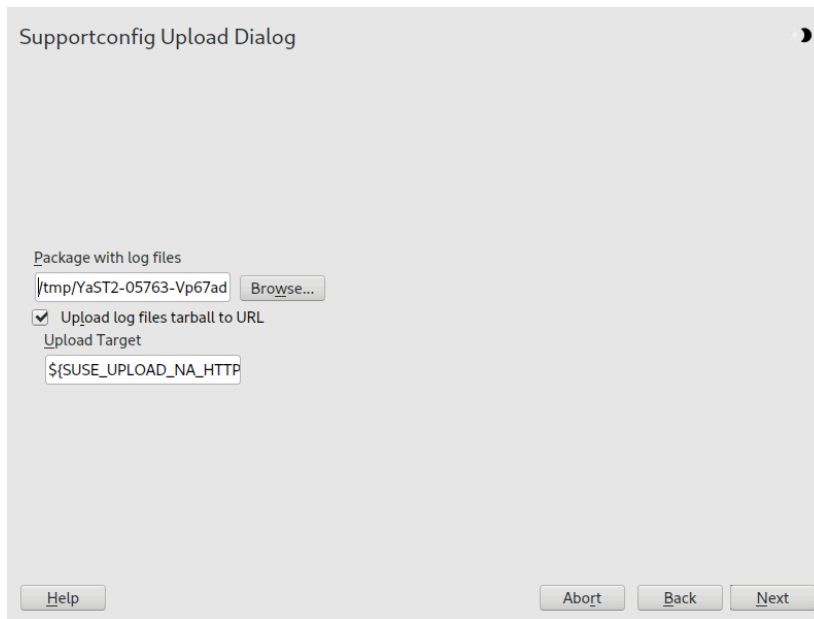 Supportconfig Upload Dialog
Package with log files
/tmp/YaST2-05763-Vp67ad
Browse...
Upload log files tarball to URL
Upload Target
${SUSE_UPLOAD_NA_HTTP
Help
Abort
Back
Next